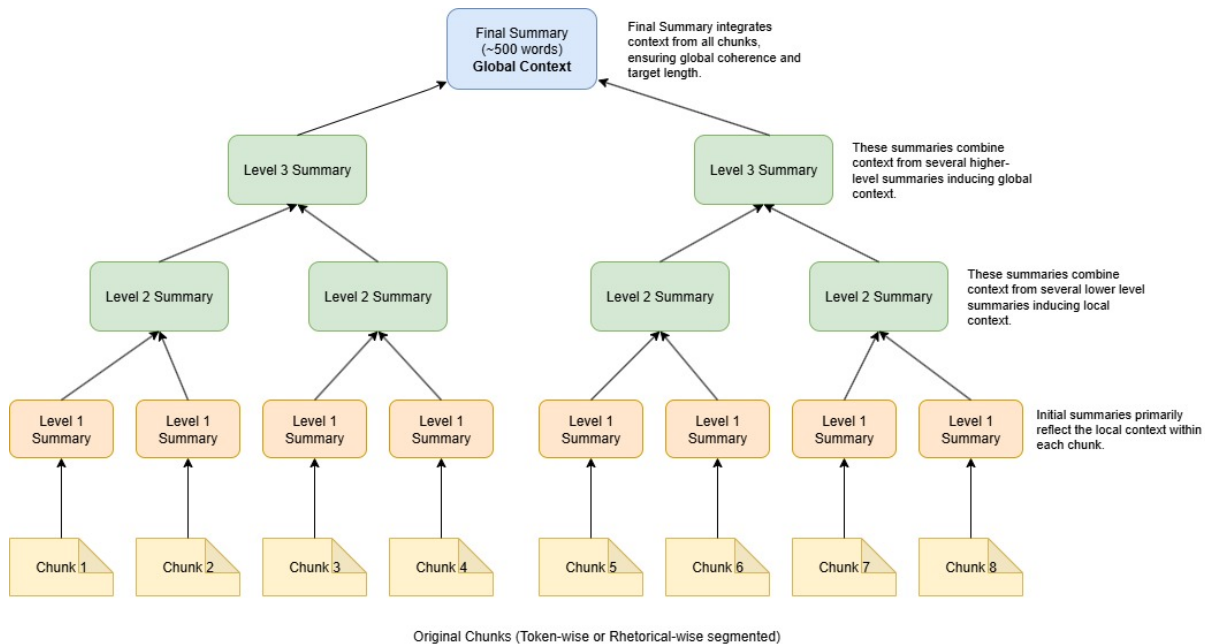 Final Summary
(~500 words)
Global Context
Final Summary integrates
context from all chunks,
ensuring global coherence and
target length.
Level 3 Summary
Level 3 Summary
These summaries combine
context from several higher-
level summaries inducing global
context.
Level 2 Summary
Level 2 Summary
Level 2 Summary
Level 2 Summary
These summaries combine
context from several lower level
summaries inducing local
context.
Level 1
Summary
Level 1
Summary
Level 1
Summary
Level 1
Summary
Level 1
Summary
Level 1
Summary
Level 1
Summary
Level 1
Summary
Initial summaries primarily
reflect the local context within
each chunk.
Chunk 1
Chunk 2
Chunk 3
Chunk 4
Chunk 5
Chunk 6
Chunk 7
Chunk 8
Original Chunks (Token-wise or Rhetorical-wise segmented)